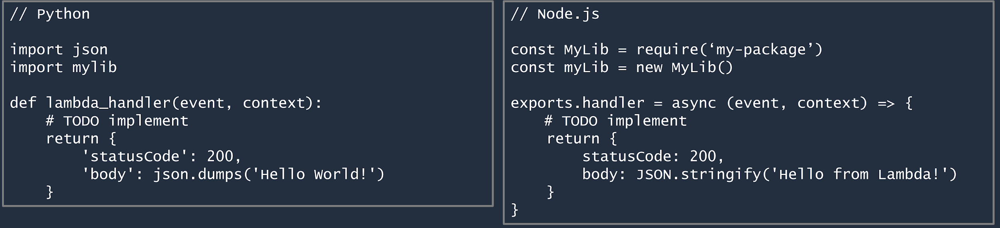 // Python
import json
import mylib
def lambda_handler(event, context):
# TODO implement
return {
'statusCode': 200,
'body': json.dumps('Hello World!')
}
// Node.js
const MyLib = require(‘my-package’)
const myLib = new MyLib()
exports.handler = async (event, context) => {
# TODO implement
return {
statusCode: 200,
body: JSON.stringify('Hello from Lambda!')
}
}